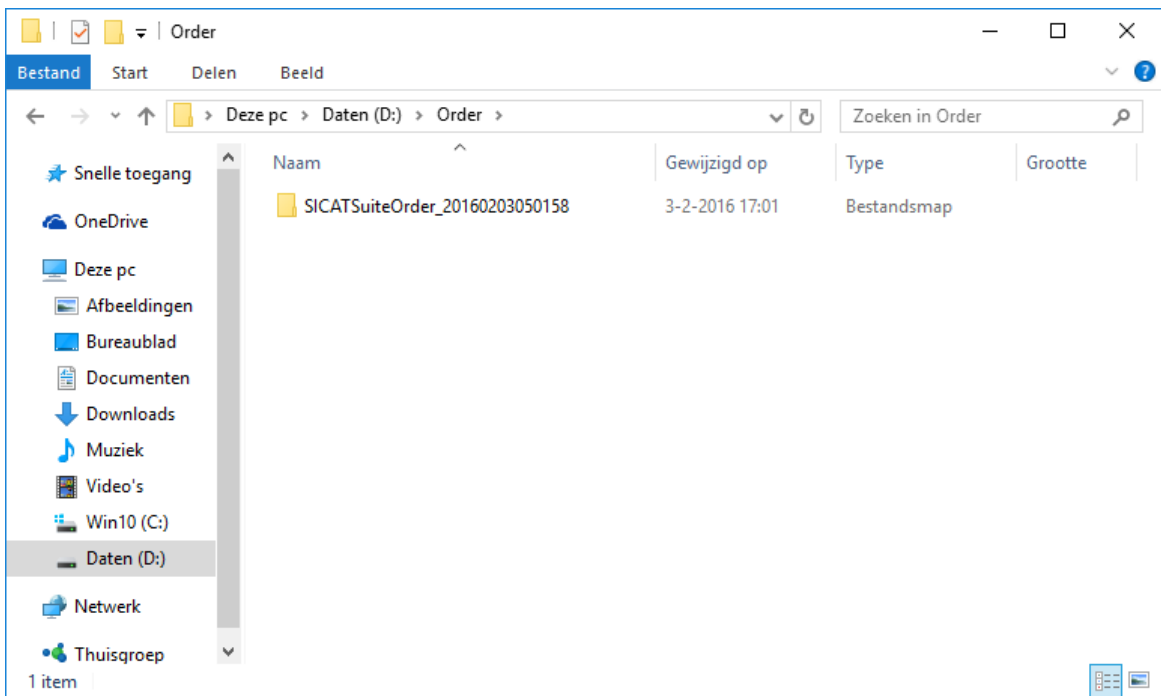 Order
Bestand Start Delen Beeld
Deze pc Daten (D:) Order Zoeken in Order
Naam Gewijzigd op Type Grootte
SICATSuiteOrder_20160203050158 3-2-2016 17:01 Bestandsmap
Snelle toegang
OneDrive
Deze pc
Afbeeldingen
Bureaublad
Documenten
Downloads
Muziek
Video's
Win10 (C:)
Daten (D:)
Netwerk
Thuisgroep
1 item